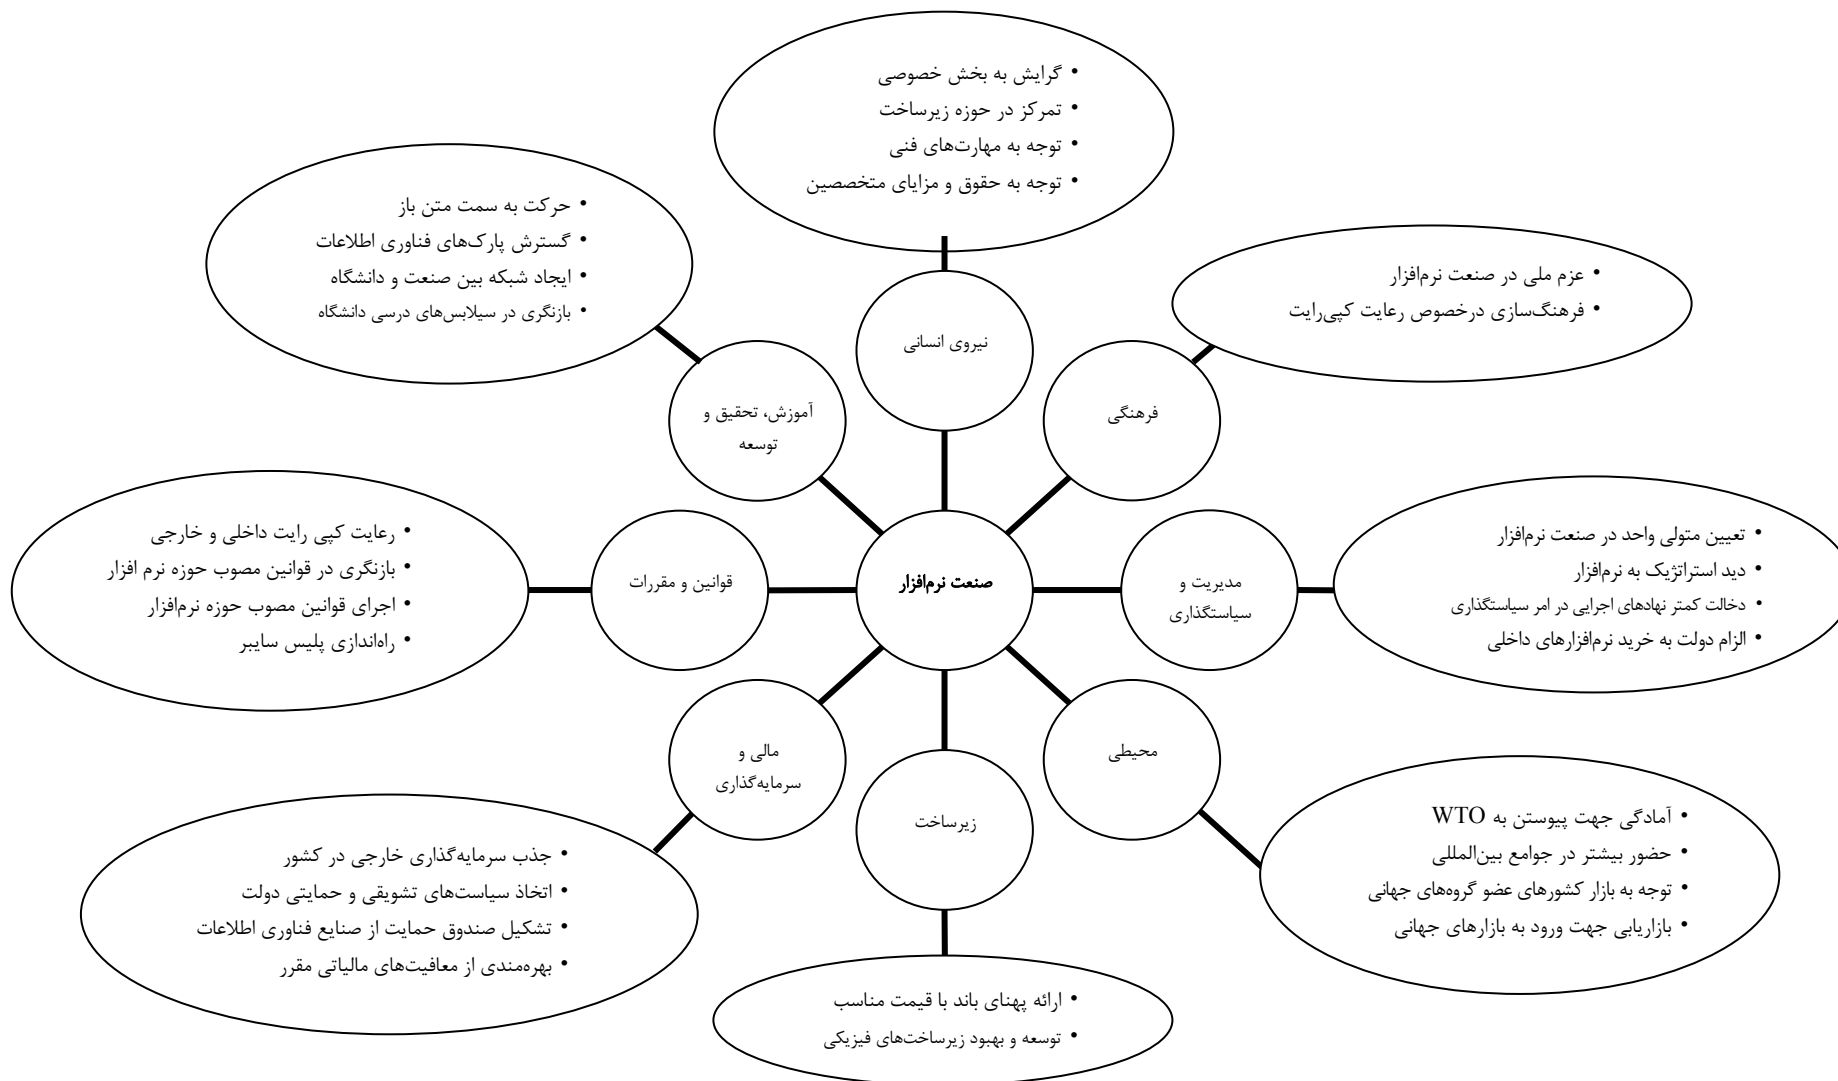 • گرایش به بخش خصوصی
• تمرکز در حوزه زیرساخت
• توجه به مهارت‌های فنی
• توجه به حقوق و مزایای متخصصین
نیروی انسانی
• عزم ملی در صنعت نرم‌افزار
• فرهنگ‌سازی درخصوص رعایت کپی‌رایت
فرهنگی
• تعیین متولی واحد در صنعت نرم‌افزار
• دید استراتژیک به نرم‌افزار
• دخالت کمتر نهادهای اجرایی در امر سیاستگذاری
• الزام دولت به خرید نرم‌افزارهای داخلی
مدیریت و
سیاستگذاری
• آمادگی جهت پیوستن به WTO
• حضور بیشتر در جوامع بین‌المللی
• توجه به بازار کشورهای عضو گروه‌های جهانی
• بازاریابی جهت ورود به بازارهای جهانی
محیطی
• ارائه پهنای باند با قیمت مناسب
• توسعه و بهبود زیرساخت‌های فیزیکی
زیرساخت
• جذب سرمایه‌گذاری خارجی در کشور
• اتخاذ سیاست‌های تشویقی و حمایتی دولت
• تشکیل صندوق حمایت از صنایع فناوری اطلاعات
• بهره‌مندی از معافیت‌های مالیاتی مقرر
مالی و
سرمایه‌گذاری
• رعایت کپی رایت داخلی و خارجی
• بازنگری در قوانین مصوب حوزه نرم افزار
• اجرای قوانین مصوب حوزه نرم‌افزار
• راه‌اندازی پلیس سایبر
قوانین و مقررات
• حرکت به سمت متن باز
• گسترش پارک‌های فناوری اطلاعات
• ایجاد شبکه بین صنعت و دانشگاه
• بازنگری در سیلابس‌های درسی دانشگاه
آموزش، تحقیق و
توسعه
صنعت نرم‌افزار